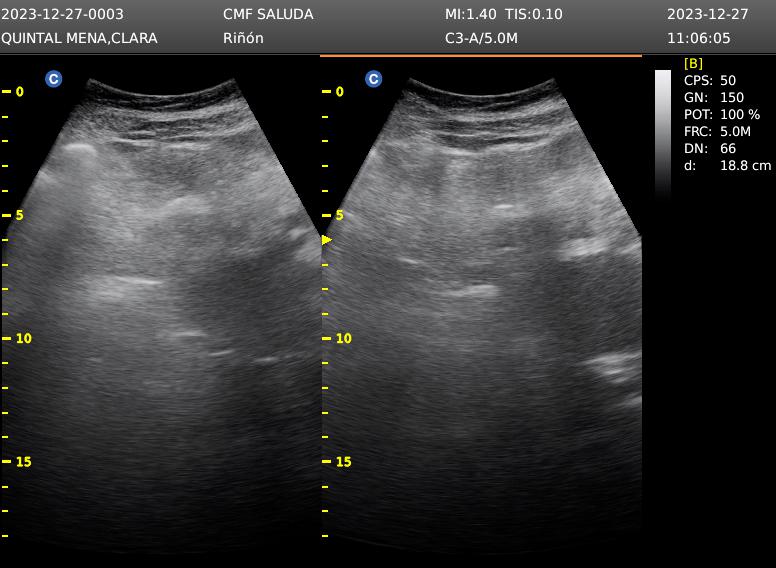 2023-12-27-0003 CMF SALUDA MI:1.40 TIS:0.10 2023-12-27
QUINTAL MENA,CLARA Riñón C3-A/5.0M 11:06:05
C
C
[B]
CPS: 50
GN: 150
POT: 100 %
FRC: 5.0M
DN: 66
d: 18.8 cm
0
5
10
15
0
5
10
15